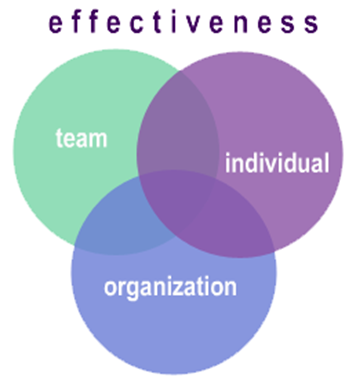 effectiveness
team
individual
organization